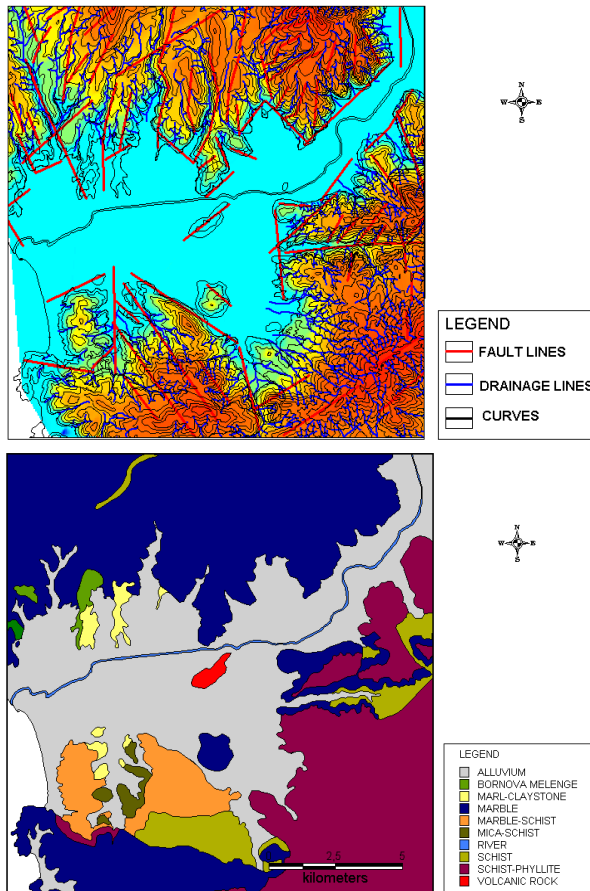 N
W E
S
LEGEND
FAULT LINES
DRAINAGE LINES
CURVES
N
W E
S
LEGEND
ALLUVIUM
BORNOVA MELENGE
MARL-CLAYSTONE
MARBLE
MARBLE-SCHIST
MICA-SCHIST
RIVER
SCHIST
SCHIST-PHYLLITE
VOLCANIC ROCK
0 2,5 5
kilometers